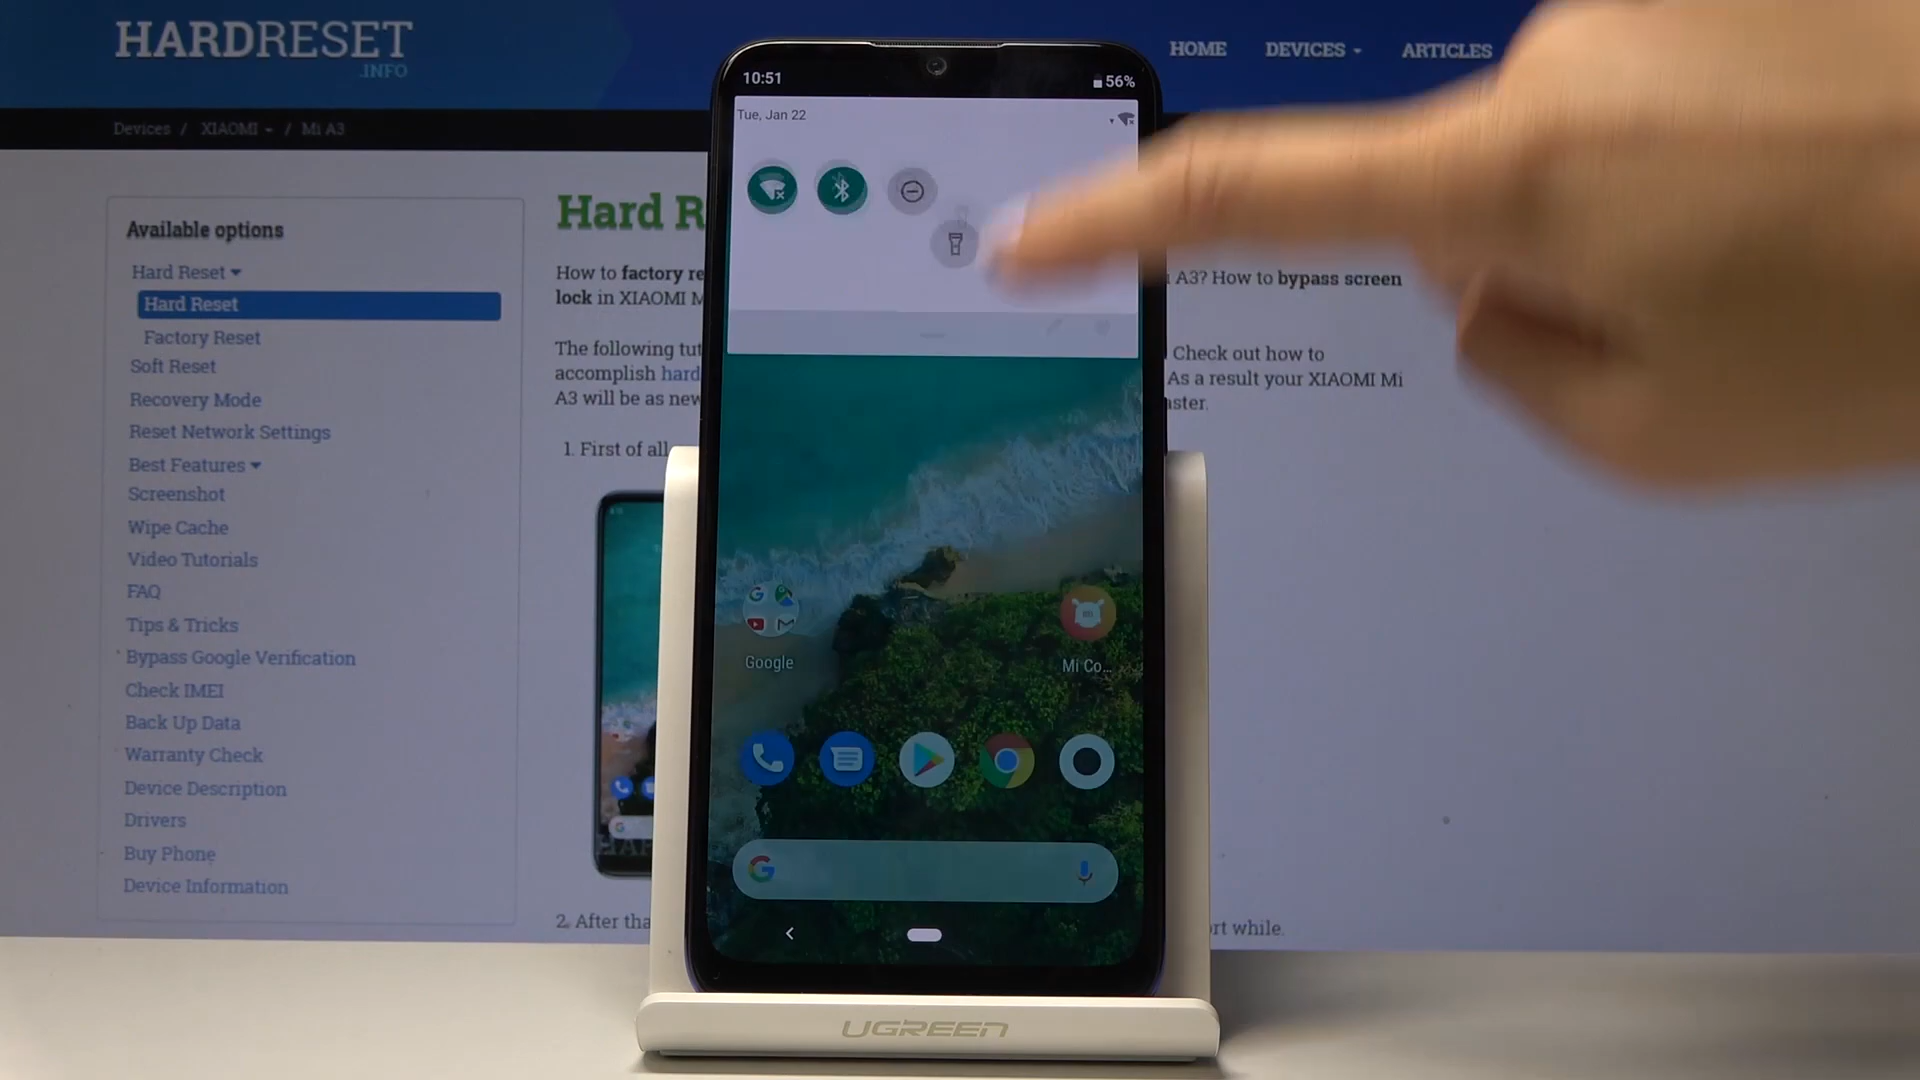 HARDRESET
.INFO
HOME
DEVICES
ARTICLES
Devices / XIAOMI / Mi A3
Available options
Hard Reset
Hard Reset
Factory Reset
Soft Reset
Recovery Mode
Reset Network Settings
Best Features
Screenshot
Wipe Cache
Video Tutorials
FAQ
Tips & Tricks
Bypass Google Verification
Check IMEI
Back Up Data
Warranty Check
Device Description
Drivers
Buy Phone
Device Information
Hard R
How to factory re
lock in XIAOMI M
A3? How to bypass screen
The following tut
accomplish hard
A3 will be as new
Check out how to
As a result your XIAOMI Mi
aster.
1. First of all
2. After tha
ort while.
10:51
56%
Tue, Jan 22
Google
Mi Co...
UGREEN